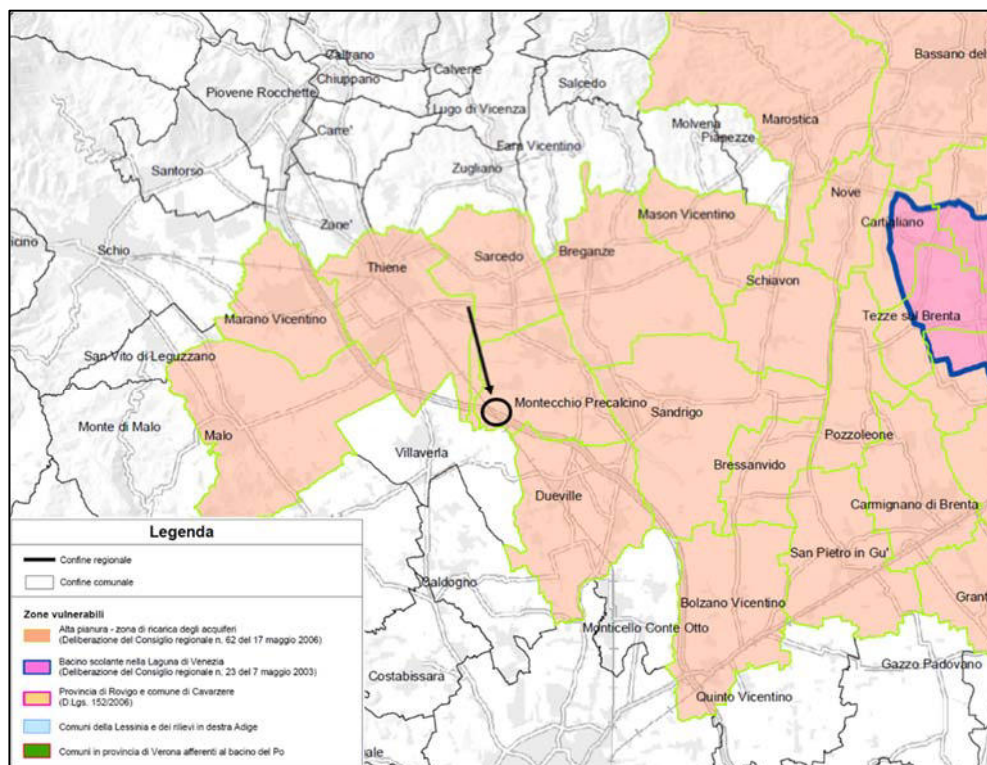 Caltrano
Calvene
Bassano del
Chiuppano
Salcedo
Piovene Rocchette
Lugo di Vicenza
Marostica
Molvena
Carre'
Pianezze
Fara Vicentino
Santorso
Zugliano
Nove
Mason Vicentino
Cartigliano
Zane'
Schio
Breganze
Sarcedo
Thiene
Schiavon
Tezze sul Brenta
Marano Vicentino
San Vito di Leguzzano
Montecchio Precalcino
Sandrigo
Monte di Malo
Malo
Pozzoleone
Villaverla
Bressanvido
Dueville
Carmignano di Brenta
San Pietro in Gu'
Caldogno
Bolzano Vicentino
Grant
Monticello Conte Otto
Gazzo Padovano
Costabissara
Quinto Vicentino
Legenda
Confine regionale
Confine comunale
Zone vulnerabili
Alta pianura - zona di ricarica degli acquiferi
(Deliberazione del Consiglio regionale n. 62 del 17 maggio 2006)
Bacino scolante nella Laguna di Venezia
(Deliberazione del Consiglio regionale n. 23 del 7 maggio 2003)
Provincia di Rovigo e comune di Cavarzere
(D.Lgs. 152/2006)
Comuni della Lessinia e dei rilievi in destra Adige
Comuni in provincia di Verona afferenti al bacino del Po